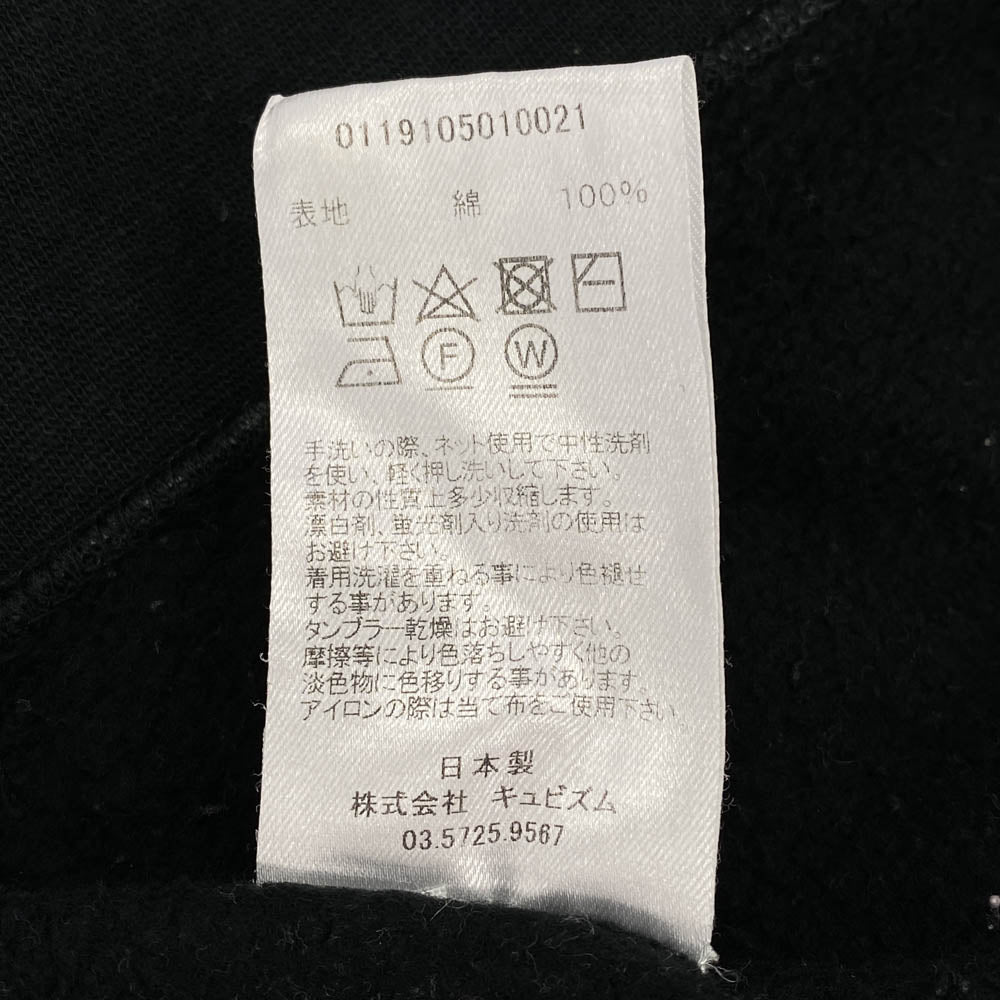 0119105010021
表地 綿 100%
F W
手洗いの際、ネット使用で中性洗剤
を使い、軽く押し洗いして下さい。
素材の性質上多少収縮します。
漂白剤、蛍光剤入り洗剤の使用は
お避け下さい。
着用洗濯を重ねる事により色褪せ
する事があります。
タンブラー乾燥はお避け下さい。
摩擦等により色落ちしやすく他の
淡色物に色移りする事があります。
アイロンの際は当て布をご使用下さい。
日本製
株式会社 キュビズム
03.5725.9567